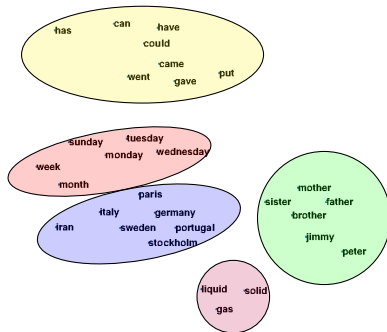 has
can
have
could
came
went
gave
put
sunday
tuesday
monday
wednesday
week
month
paris
italy
germany
iran
sweden
portugal
stockholm
mother
sister
father
brother
jimmy
peter
liquid
solid
gas